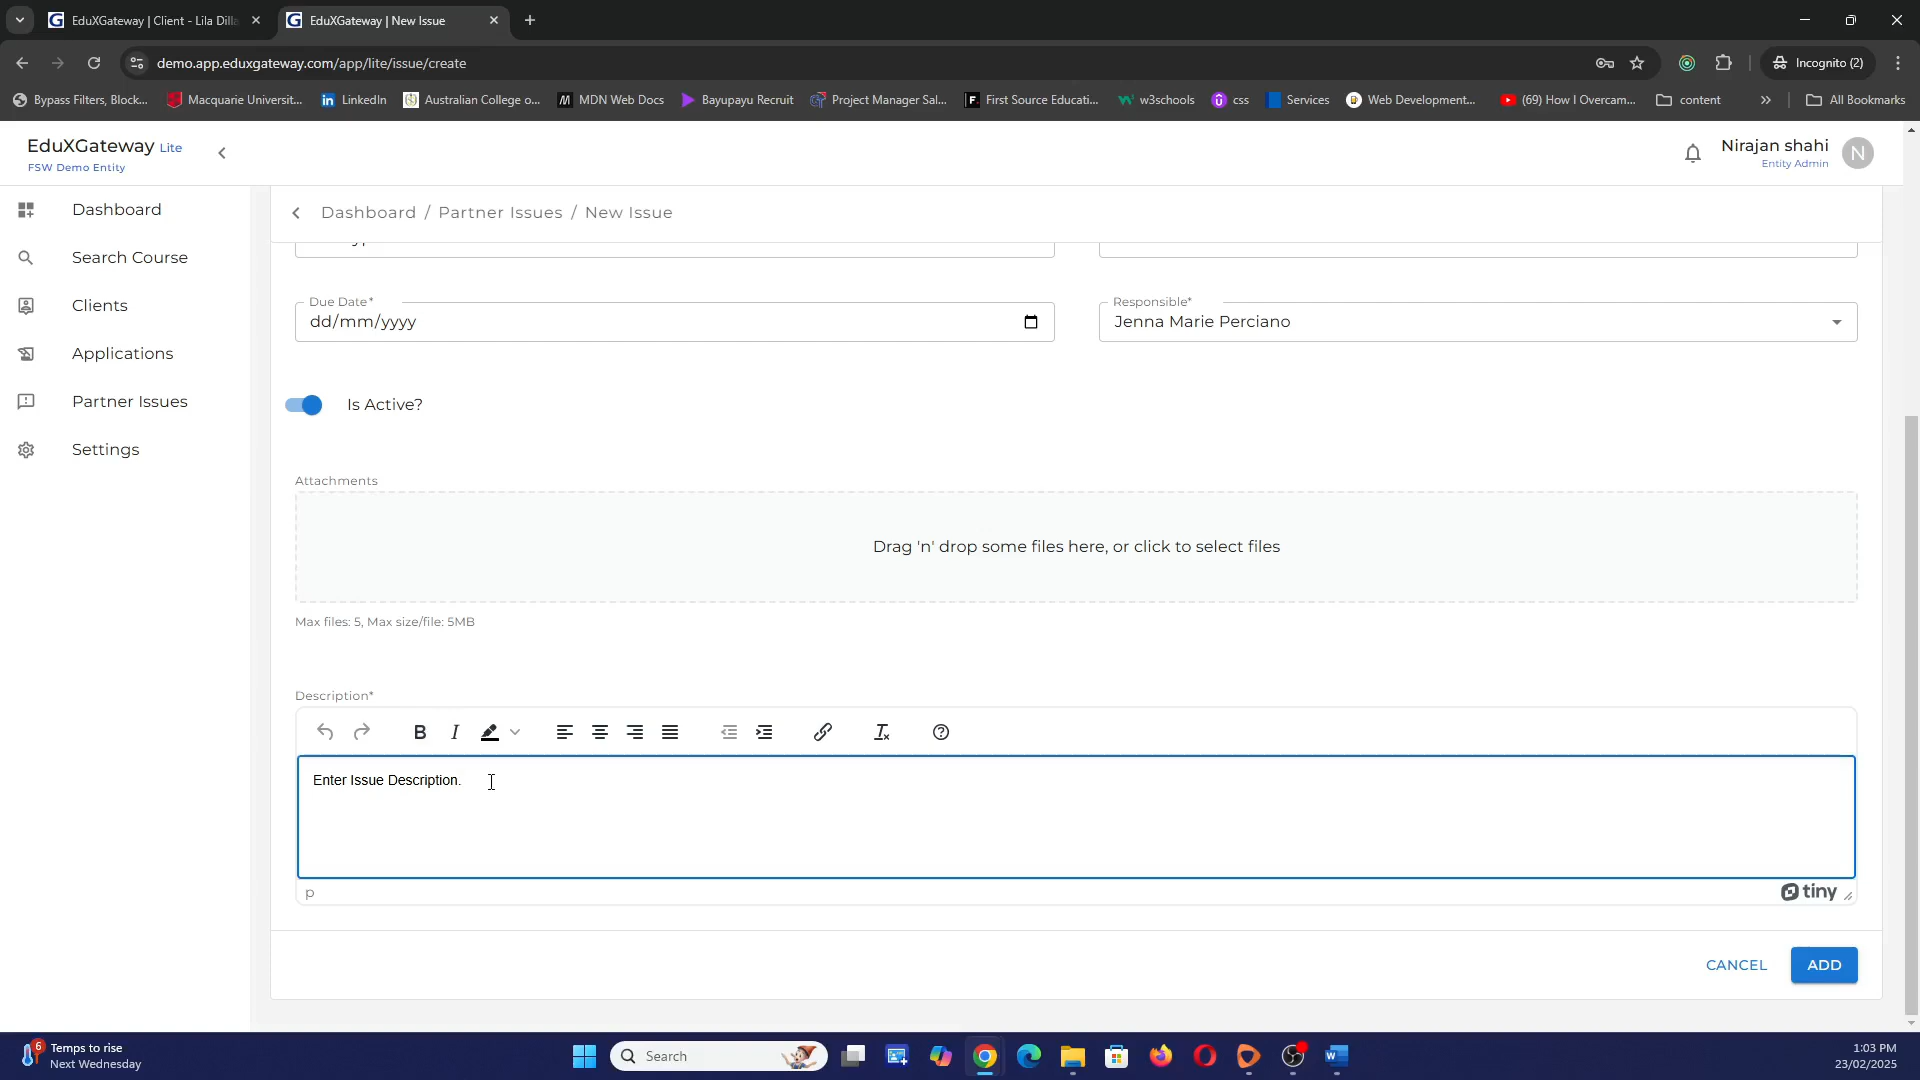 EduXGateway | Client - Lila Dilla
EduXGateway | New Issue
demo.app.eduxgateway.com/app/lite/issue/create
Incognito (2)
Bypass Filters, Block...
Macquarie Universit...
LinkedIn
Australian College o...
MDN Web Docs
Bayupayu Recruit
Project Manager Sal...
First Source Educati...
w3schools
css
Services
Web Development...
(69) How I Overcam...
content
All Bookmarks
EduXGateway Lite
FSW Demo Entity
Nirajan shahi
Entity Admin
N
Dashboard
Search Course
Clients
Applications
Partner Issues
Settings
Dashboard / Partner Issues / New Issue
Due Date*
dd/mm/yyyy
Responsible*
Jenna Marie Perciano
Is Active?
Attachments
Drag 'n' drop some files here, or click to select files
Max files: 5, Max size/file: 5MB
Description*
Enter Issue Description.
p
tiny
CANCEL
ADD
6
Temps to rise
Next Wednesday
Search
1:03 PM
23/02/2025